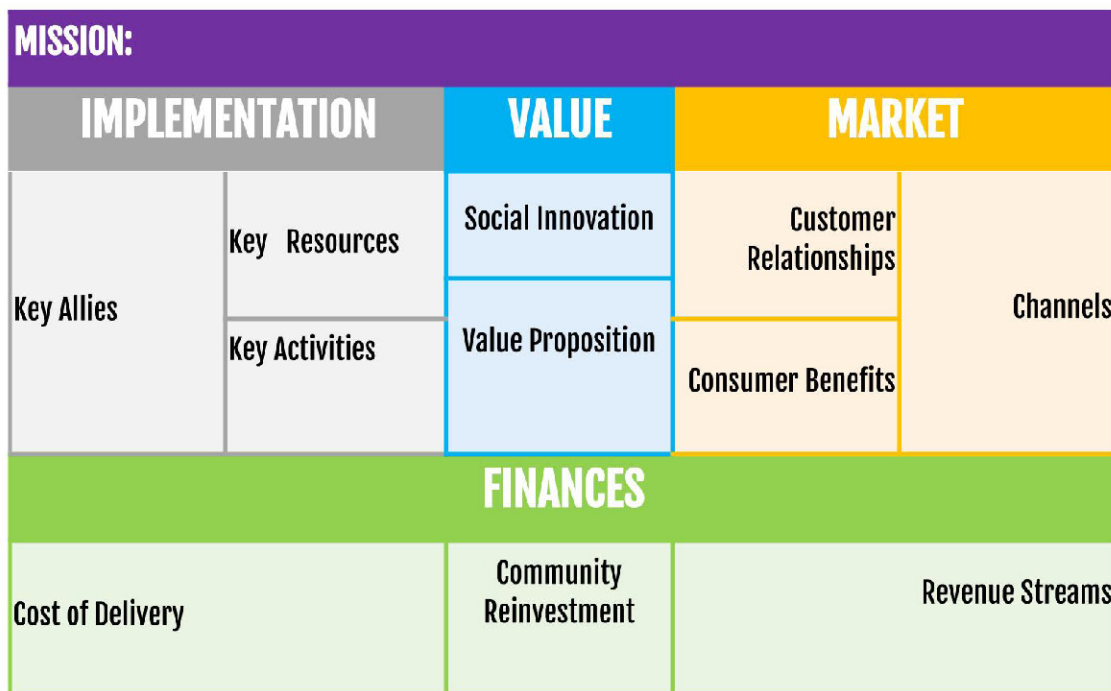 MISSION:
IMPLEMENTATION
VALUE
MARKET
Key Allies
Key Resources
Key Activities
Social Innovation
Value Proposition
Customer
Relationships
Consumer Benefits
Channels
FINANCES
Cost of Delivery
Community
Reinvestment
Revenue Streams